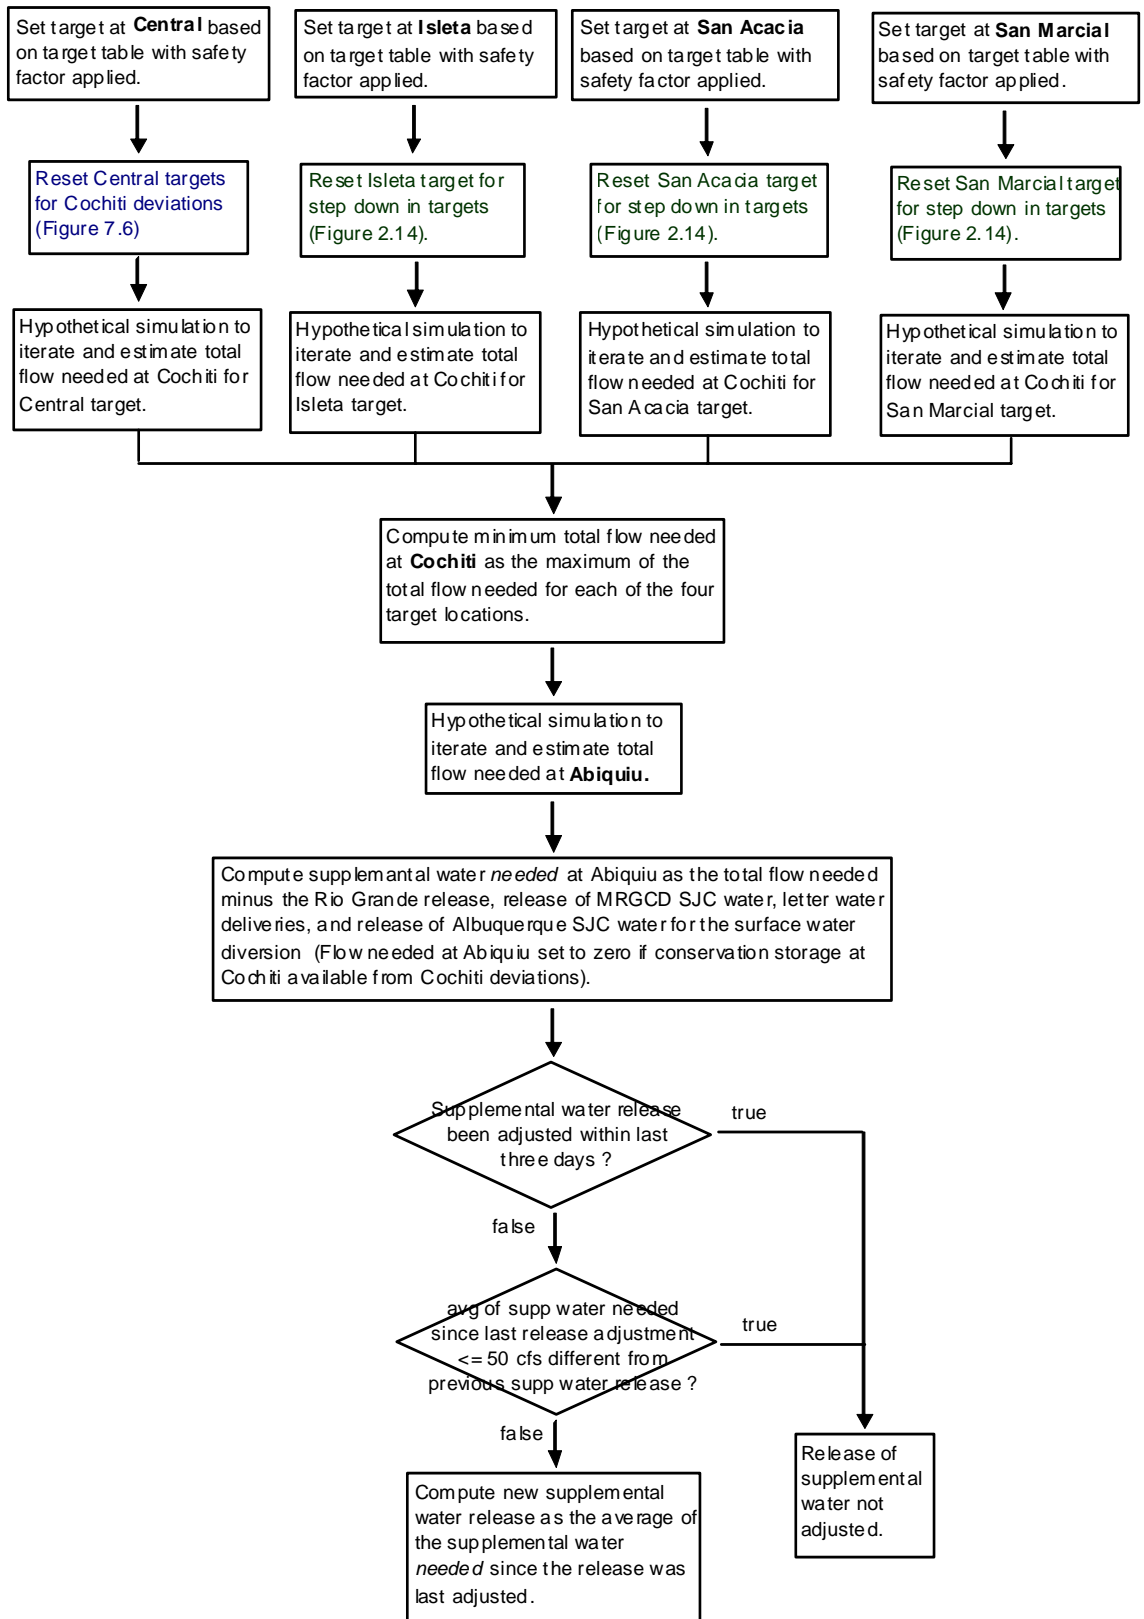 Set target at Central based
on target table with safety
factor applied.
Set target at Isleta based
on target table with safety
factor applied.
Set target at San Acacia
based on target table with
safety factor applied.
Set target at San Marcial
based on target table with
safety factor applied.
Reset Central targets
for Cochiti deviations
(Figure 7.6)
Reset Isleta target for
step down in targets
(Figure 2.14).
Reset San Acacia target
for step down in targets
(Figure 2.14).
Reset San Marcial target
for step down in targets
(Figure 2.14).
Hypothetical simulation to
iterate and estimate total
flow needed at Cochiti for
Central target.
Hypothetical simulation to
iterate and estimate total
flow needed at Cochiti for
Isleta target.
Hypothetical simulation to
iterate and estimate total
flow needed at Cochiti for
San Acacia target.
Hypothetical simulation to
iterate and estimate total
flow needed at Cochiti for
San Marcial target.
Compute minimum total flow needed
at Cochiti as the maximum of the
total flow needed for each of the four
target locations.
Hypothetical simulation to
iterate and estimate total
flow needed at Abiquiu.
Compute supplemantal water needed at Abiquiu as the total flow needed
minus the Rio Grande release, release of MRGCD SJC water, letter water
deliveries, and release of Albuquerque SJC water for the surface water
diversion (Flow needed at Abiquiu set to zero if conservation storage at
Cochiti available from Cochiti deviations).
Supplemental water release
been adjusted within last
three days ?
true
false
avg of supp water needed
since last release adjustment
<= 50 cfs different from
previous supp water release ?
true
false
Release of
supplemental
water not
adjusted.
Compute new supplemental
water release as the average of
the supplemental water
needed since the release was
last adjusted.